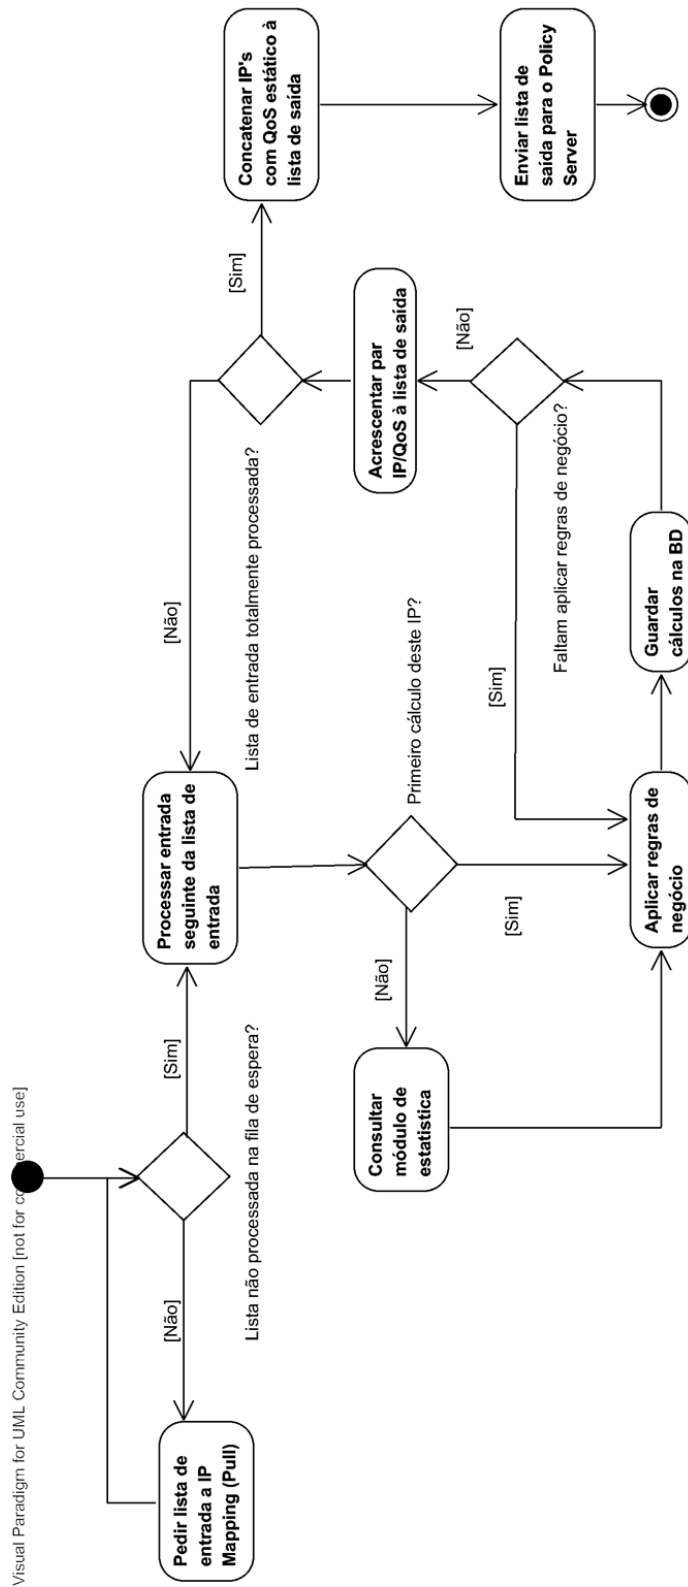 Visual Paradigm for UML Community Edition [not for commercial use]
Pedir lista de
entrada a IP
Mapping (Pull)
[Não]
Lista não processada na fila de espera?
[Sim]
Processar entrada
seguinte da lista de
entrada
Primeiro cálculo deste IP?
[Não]
Consultar
módulo de
estatistica
[Sim]
Aplicar regras de
negócio
Guardar
cálculos na BD
Faltam aplicar regras de negócio?
[Sim]
[Não]
Acrescentar par
IP/QoS à lista de saída
Lista de entrada totalmente processada?
[Não]
[Sim]
Concatenar IP's
com QoS estático à
lista de saída
Enviar lista de
saída para o Policy
Server